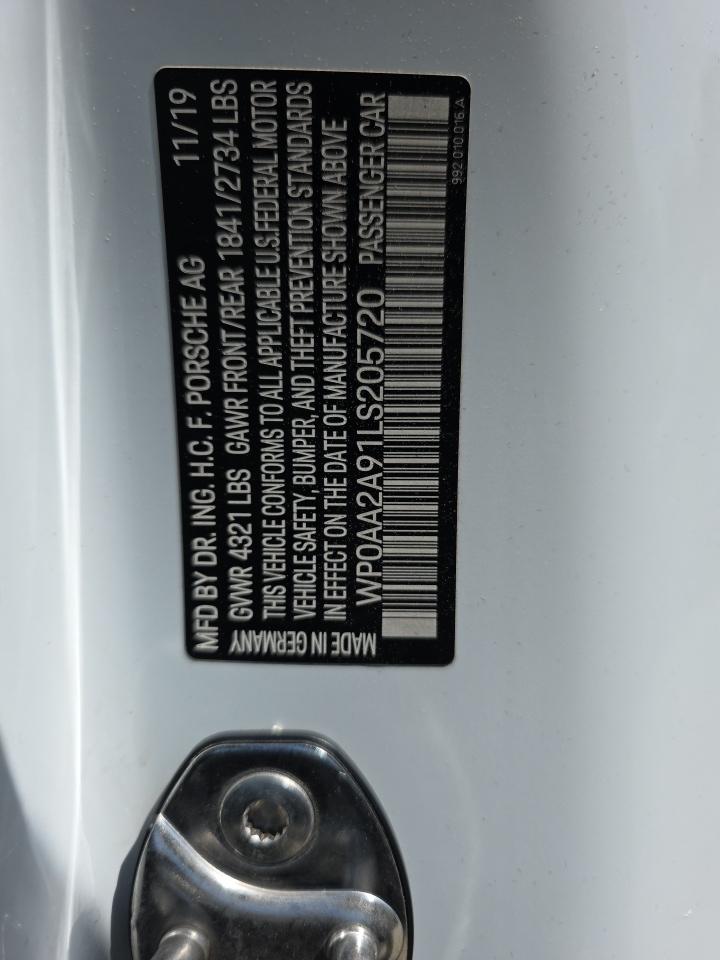 MFD BY DR. ING. H.C. F. PORSCHE AG 11/19
GVWR 4321 LBS GAWR FRONT/REAR 1841/2734 LBS
THIS VEHICLE CONFORMS TO ALL APPLICABLE U.S.FEDERAL MOTOR
VEHICLE SAFETY, BUMPER, AND THEFT PREVENTION STANDARDS
IN EFFECT ON THE DATE OF MANUFACTURE SHOWN ABOVE
WP0AA2A91LS205720 PASSENGER CAR
MADE IN GERMANY
992 010 016 A